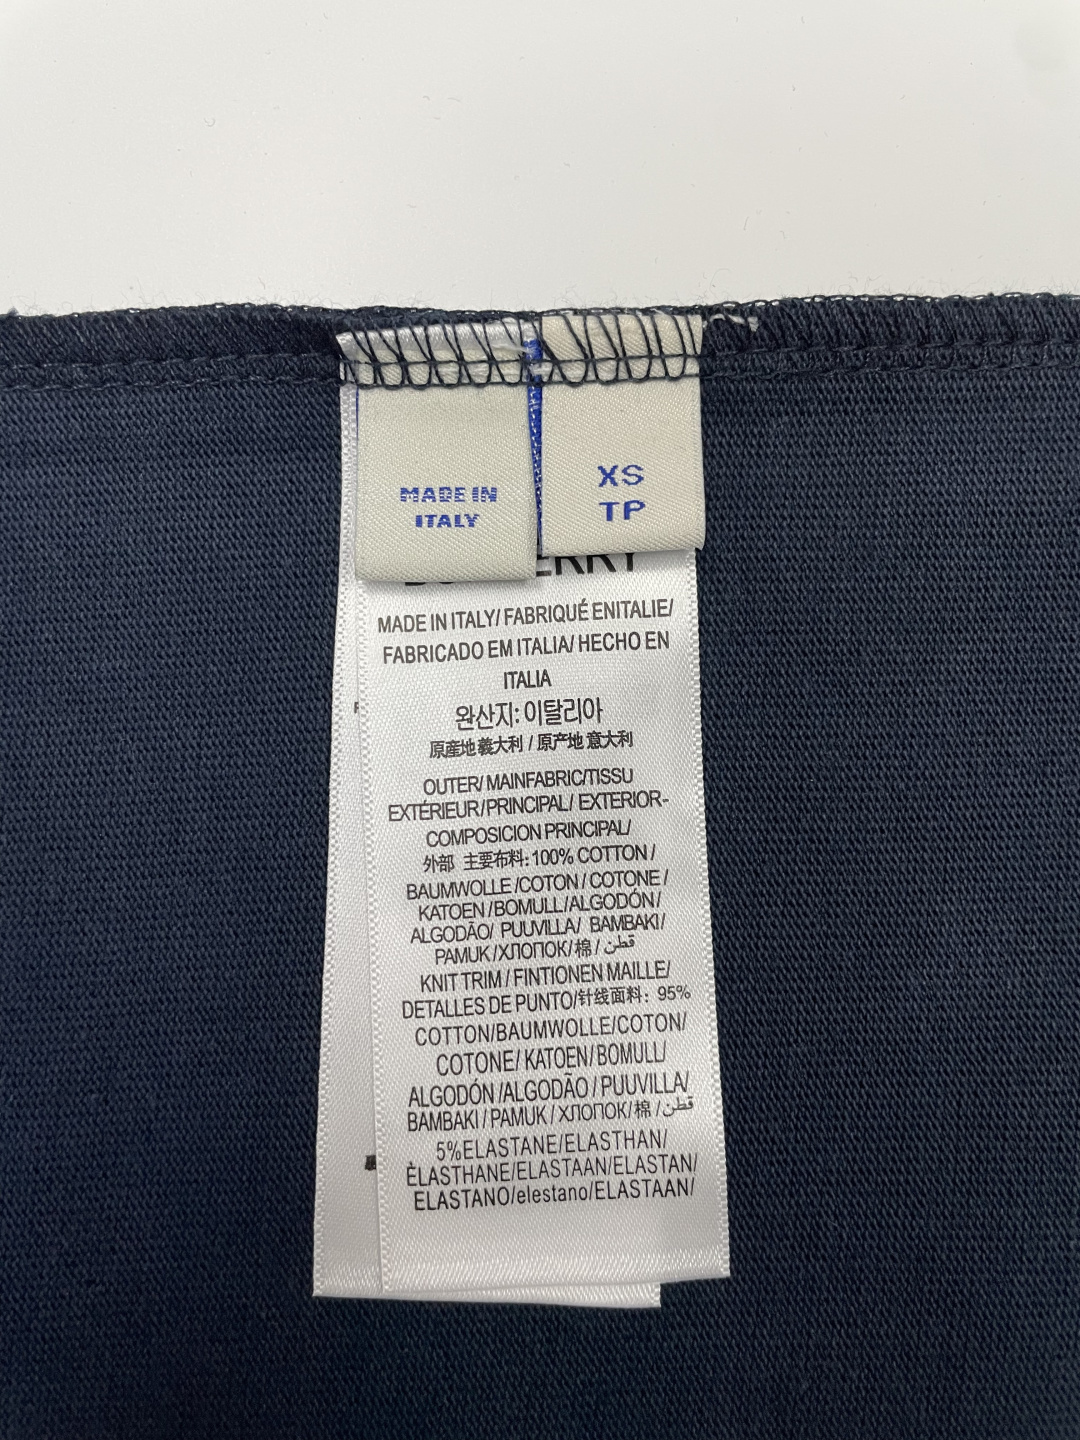 MADE IN
ITALY
XS
TP
MADE IN ITALY/ FABRIQUÉ ENITALIE/
FABRICADO EM ITALIA/ HECHO EN
ITALIA
완산지: 이탈리아
原產地 義大利 / 原产地 意大利
OUTER/ MAINFABRIC/TISSU
EXTÉRIEUR/PRINCIPAL/ EXTERIOR-
COMPOSICION PRINCIPAL/
外部 主要布料: 100% COTTON /
BAUMWOLLE /COTON / COTONE /
KATOEN /BOMULL/ALGODÓN/
ALGODÃO/ PUUVILLA/ BAMBAKI/
PAMUK /ХЛОПОК/ 棉 / قطن
KNIT TRIM / FINTIONEN MAILLE/
DETALLES DE PUNTO/针线面料: 95%
COTTON/BAUMWOLLE/COTON/
COTONE/ KATOEN/ BOMULL/
ALGODÓN /ALGODÃO / PUUVILLA/
BAMBAKI / PAMUK / ХЛОПОК/ 棉 / قطن
5%ELASTANE/ELASTHAN/
ÈLASTHANE/ELASTAAN/ELASTAN/
ELASTANO/elestano/ELASTAAN/